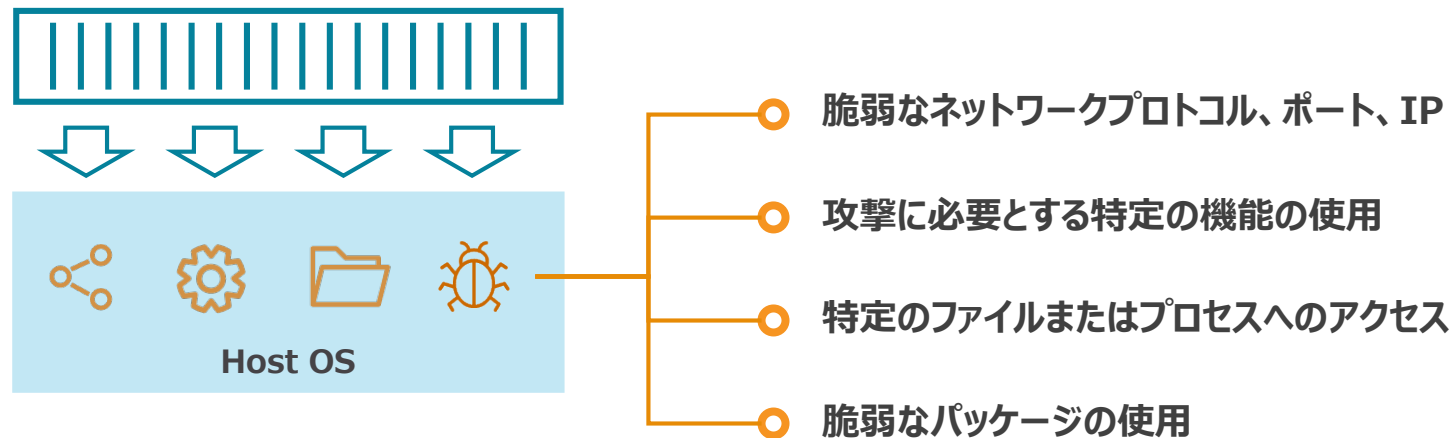 脆弱なネットワークプロトコル、ポート、IP
攻撃に必要とする特定の機能の使用
特定のファイルまたはプロセスへのアクセス
Host OS
脆弱なパッケージの使用